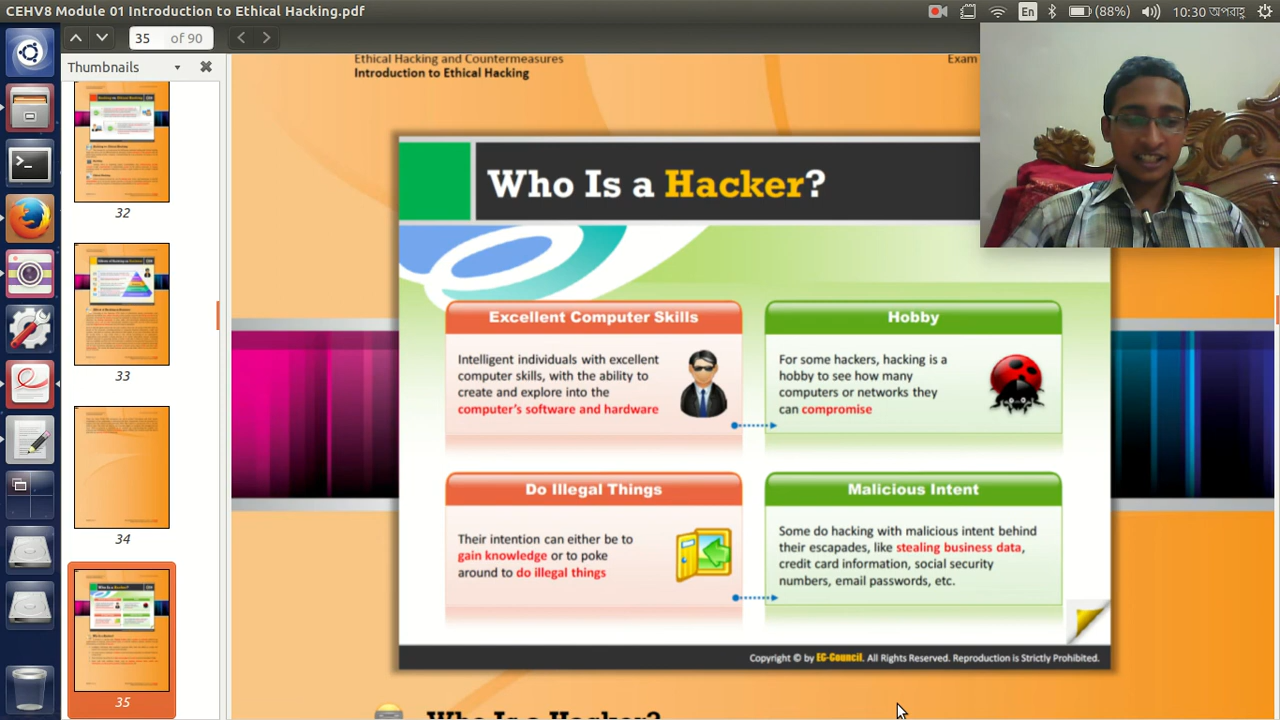 CEHV8 Module 01 Introduction to Ethical Hacking.pdf
En
(88%)
10:30 অপরাহ্ণ
35 of 90
Thumbnails
32
33
34
35
Ethical Hacking and Countermeasures
Exam
Introduction to Ethical Hacking
Who Is a Hacker?
Excellent Computer Skills
Intelligent individuals with excellent
computer skills, with the ability to
create and explore into the
computer's software and hardware
Hobby
For some hackers, hacking is a
hobby to see how many
computers or networks they
can compromise
Do Illegal Things
Their intention can either be to
gain knowledge or to poke
around to do illegal things
Malicious Intent
Some do hacking with malicious intent behind
their escapades, like stealing business data,
credit card information, social security
numbers, email passwords, etc.
Copyright © by EC-Council. All Rights Reserved. Reproduction is Strictly Prohibited.
Who Is a Hacker?